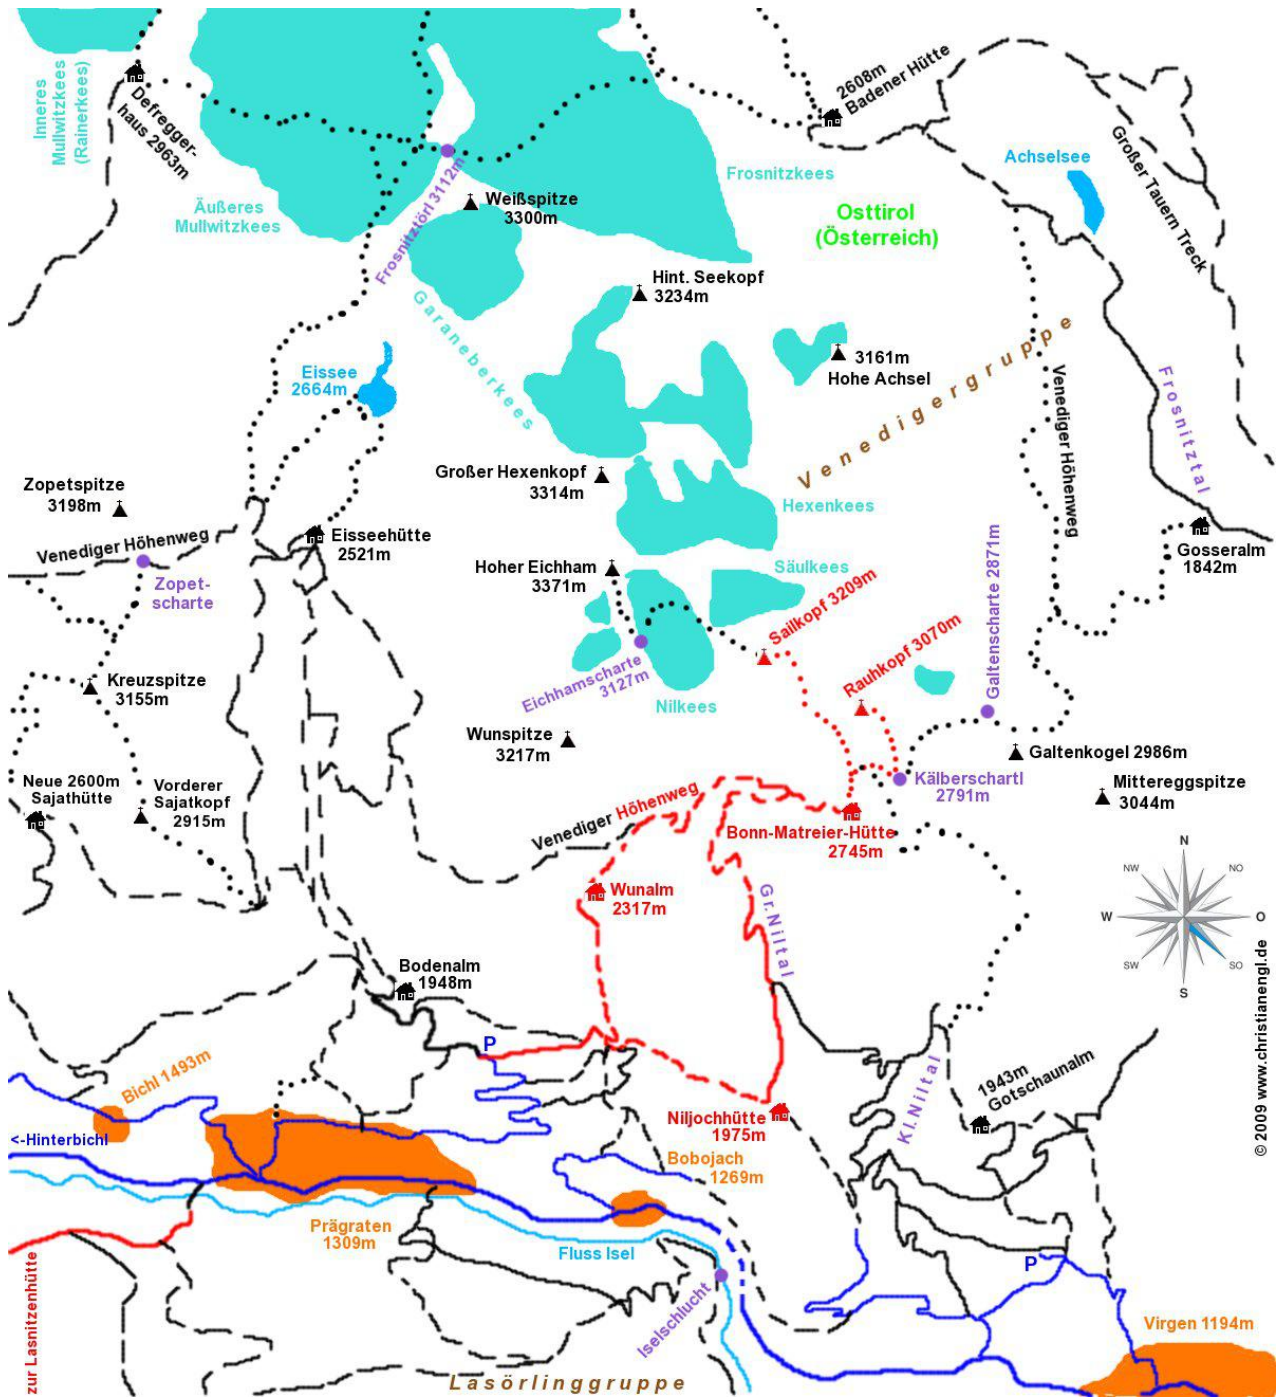 Inneres
Mullwitzkees
(Rainerkees)
Defregger-
haus 2963m
2608m
Badener Hütte
Großer Tauern Treck
Achselsee
Frosnitzkees
Osttirol
(Österreich)
Weißspitze
3300m
Äußeres
Mullwitzkees
Frosnitztörl 3112m
Hint. Seekopf
3234m
Garaneberkees
Eissee
2664m
3161m
Hohe Achsel
Venedigergruppe
Venediger Höhenweg
Frosnitztal
Großer Hexenkopf
3314m
Zopetspitze
3198m
Hexenkees
Venediger Höhenweg
Eisseehütte
2521m
Gosseralm
1842m
Hoher Eichham
3371m
Säulkees
Zopet-
scharte
Sailkopf 3209m
Galtenscharte 2871m
Rauhkopf 3070m
Eichhamscharte
3127m
Kreuzspitze
3155m
Nilkees
Wunspitze
3217m
Galtenkogel 2986m
Neue 2600m
Sajathütte
Vorderer
Sajatkopf
2915m
Kälberschartl
2791m
Mittereggspitze
3044m
Venediger Höhenweg
Bonn-Matreier-Hütte
2745m
N
NW
NO
W
O
SW
SO
S
Wunalm
2317m
Gr.Niltal
Bodenalm
1948m
© 2009 www.christianengl.de
P
Bichl 1493m
Kl.Niltal
1943m
Gotschaunalm
<-Hinterbichl
Niljochhütte
1975m
Bobojach
1269m
Prägraten
1309m
Fluss Isel
P
Iselschlucht
zur Lasnitzenhütte
Virgen 1194m
Lasörlinggruppe